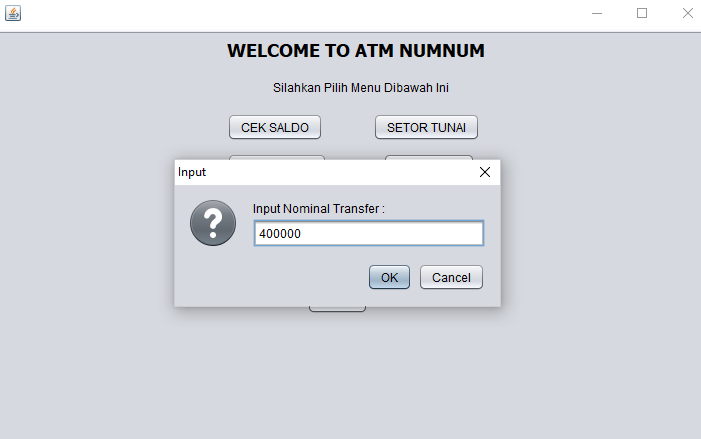 WELCOME TO ATM NUMNUM
Silahkan Pilih Menu Dibawah Ini
CEK SALDO
SETOR TUNAI
Input
Input Nominal Transfer :
?
400000
OK
Cancel